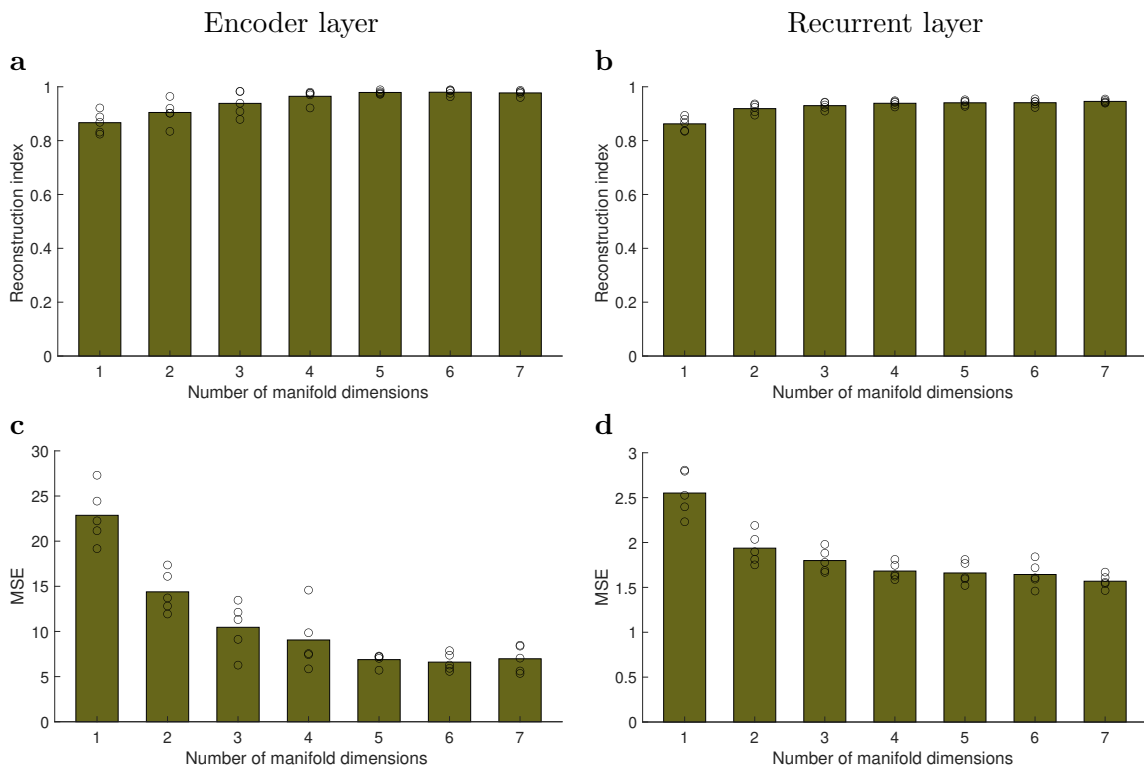 Encoder layer
Recurrent layer
a
1
0.8
0.6
0.4
0.2
0
Reconstruction index
1 2 3 4 5 6 7
Number of manifold dimensions
b
1
0.8
0.6
0.4
0.2
0
Reconstruction index
1 2 3 4 5 6 7
Number of manifold dimensions
c
30
25
20
15
10
5
0
MSE
1 2 3 4 5 6 7
Number of manifold dimensions
d
3
2.5
2
1.5
1
0.5
0
MSE
1 2 3 4 5 6 7
Number of manifold dimensions